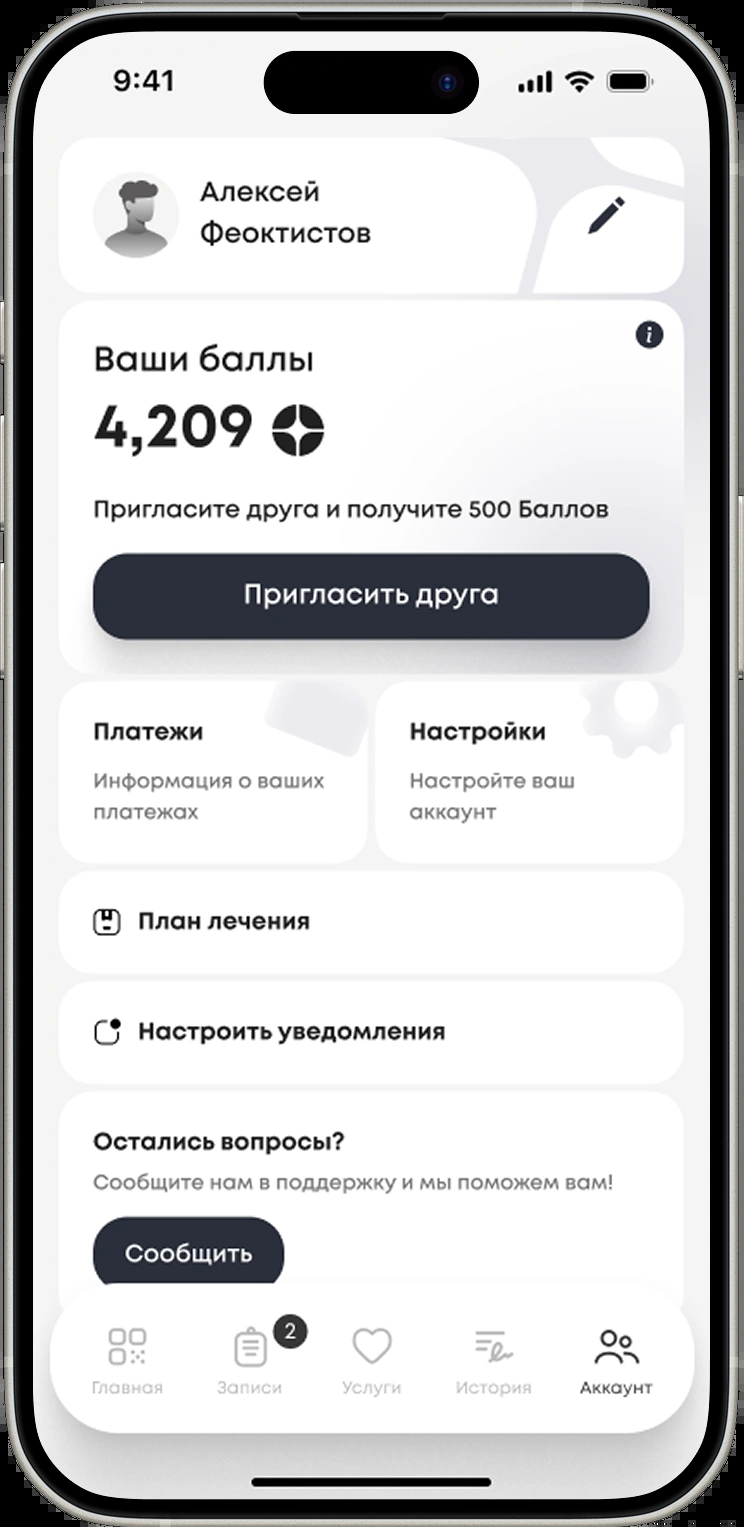 9:41
Алексей
Феоктистов
Ваши баллы
4,209
Пригласите друга и получите 500 Баллов
Пригласить друга
Платежи
Информация о ваших
платежах
Настройки
Настройте ваш
аккаунт
План лечения
Настроить уведомления
Остались вопросы?
Сообщите нам в поддержку и мы поможем вам!
Сообщить
2
Главная
Записи
Услуги
История
Аккаунт